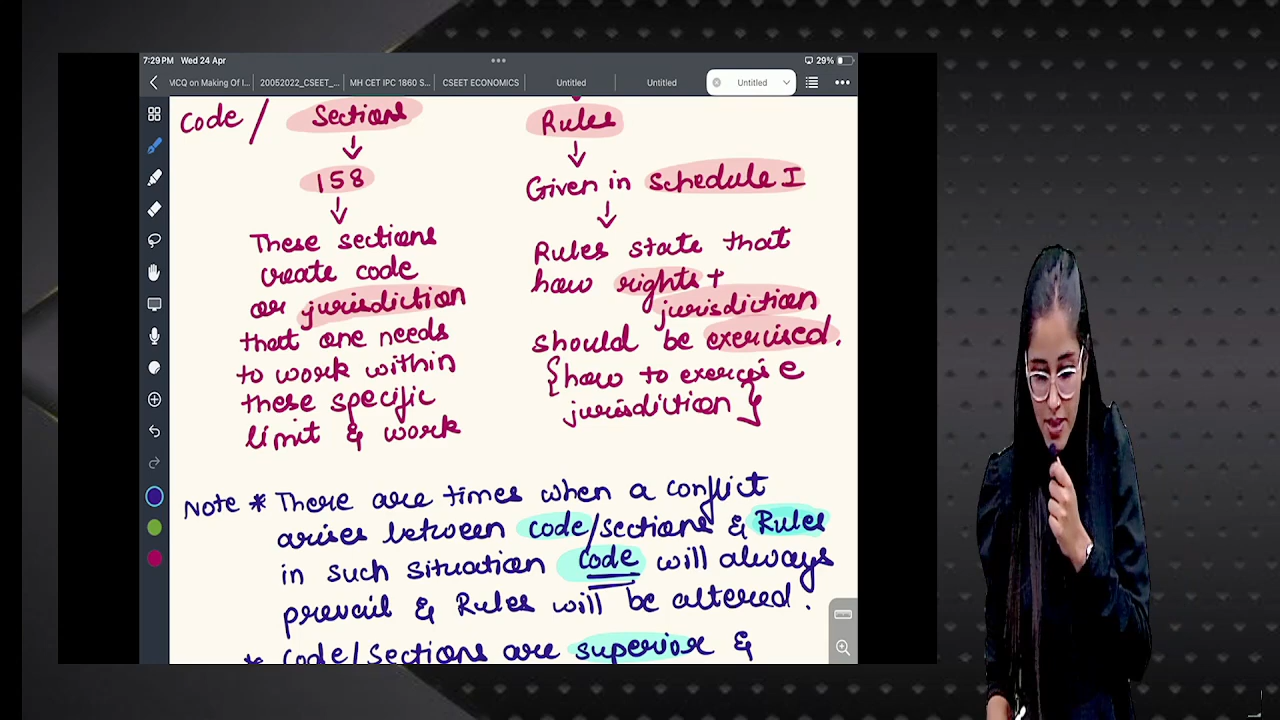 7:29 PM Wed 24 Apr
29%
MCQ on Making Of I... 20052022_CSEET_... MH CET IPC 1860 S... CSEET ECONOMICS Untitled Untitled Untitled
Code / Sections
158
These sections
create code
or jurisdiction
that one needs
to work within
these specific
limit & work
Rules
Given in schedule I
Rules state that
how rights +
jurisdiction
should be exercised.
{how to exercise
jurisdiction}
Note * There are times when a conflict
arises between code/sections & Rules
in such situation code will always
prevail & Rules will be altered.
* Code/Sections are superior &